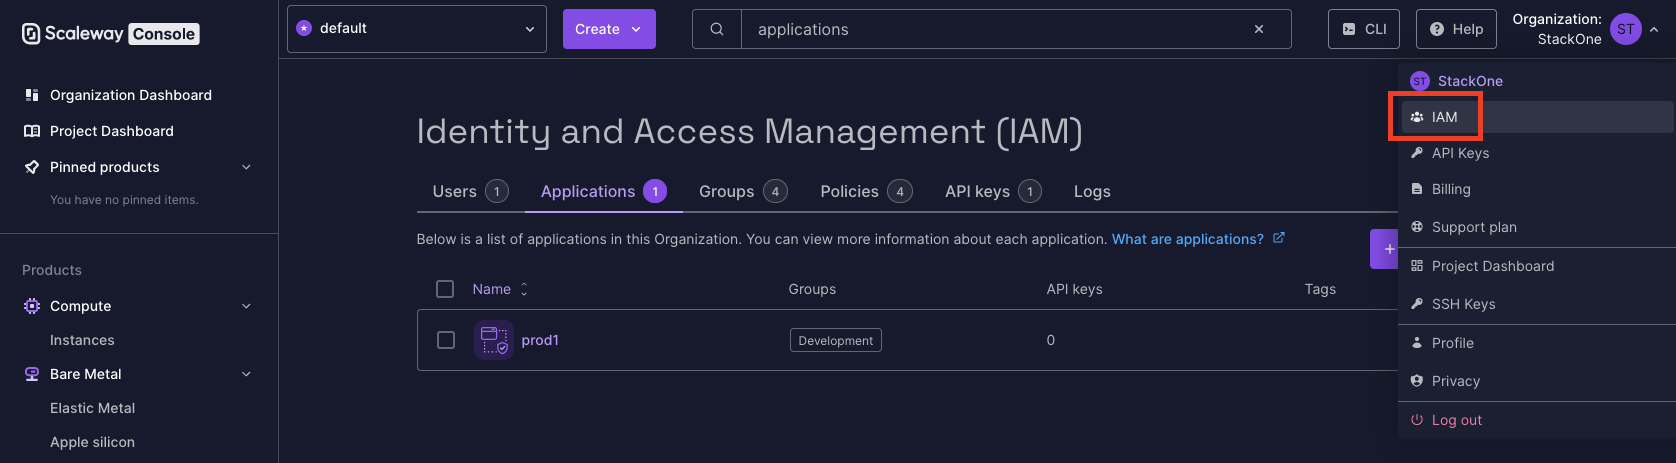 Scaleway Console
default
Create
applications
CLI
Help
Organization:
StackOne
ST
Organization Dashboard
Project Dashboard
Pinned products
You have no pinned items.
Products
Compute
Instances
Bare Metal
Elastic Metal
Apple silicon
Identity and Access Management (IAM)
Users 1
Applications 1
Groups 4
Policies 4
API keys 1
Logs
Below is a list of applications in this Organization. You can view more information about each application. What are applications?
+
Name Groups API keys Tags
prod1 Development 0
ST StackOne
IAM
API Keys
Billing
Support plan
Project Dashboard
SSH Keys
Profile
Privacy
Log out